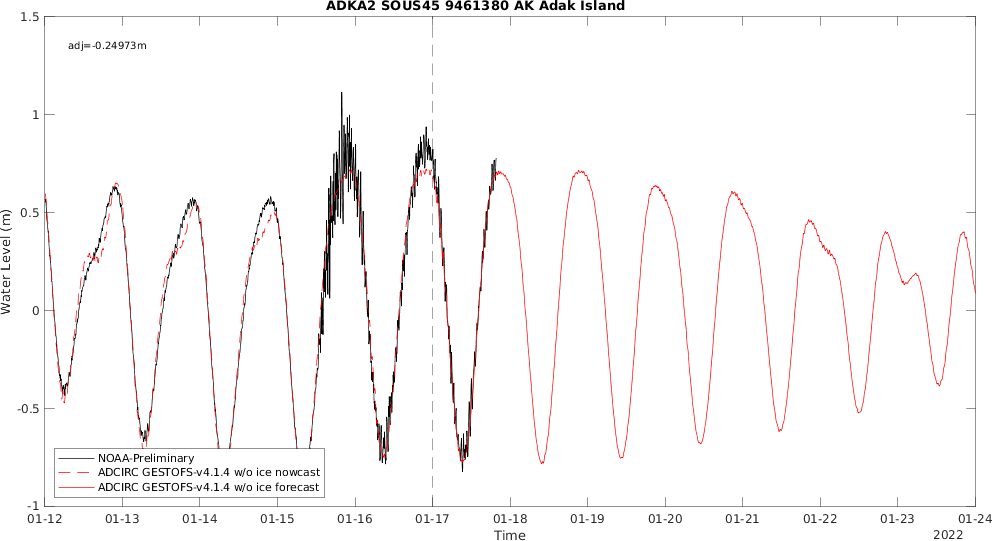 ADKA2 SOUS45 9461380 AK Adak Island
adj=-0.24973m
1.5
1
0.5
0
-0.5
-1
Water Level (m)
NOAA-Preliminary
ADCIRC GESTOFS-v4.1.4 w/o ice nowcast
ADCIRC GESTOFS-v4.1.4 w/o ice forecast
01-12 01-13 01-14 01-15 01-16 01-17 01-18 01-19 01-20 01-21 01-22 01-23 01-24
Time
2022